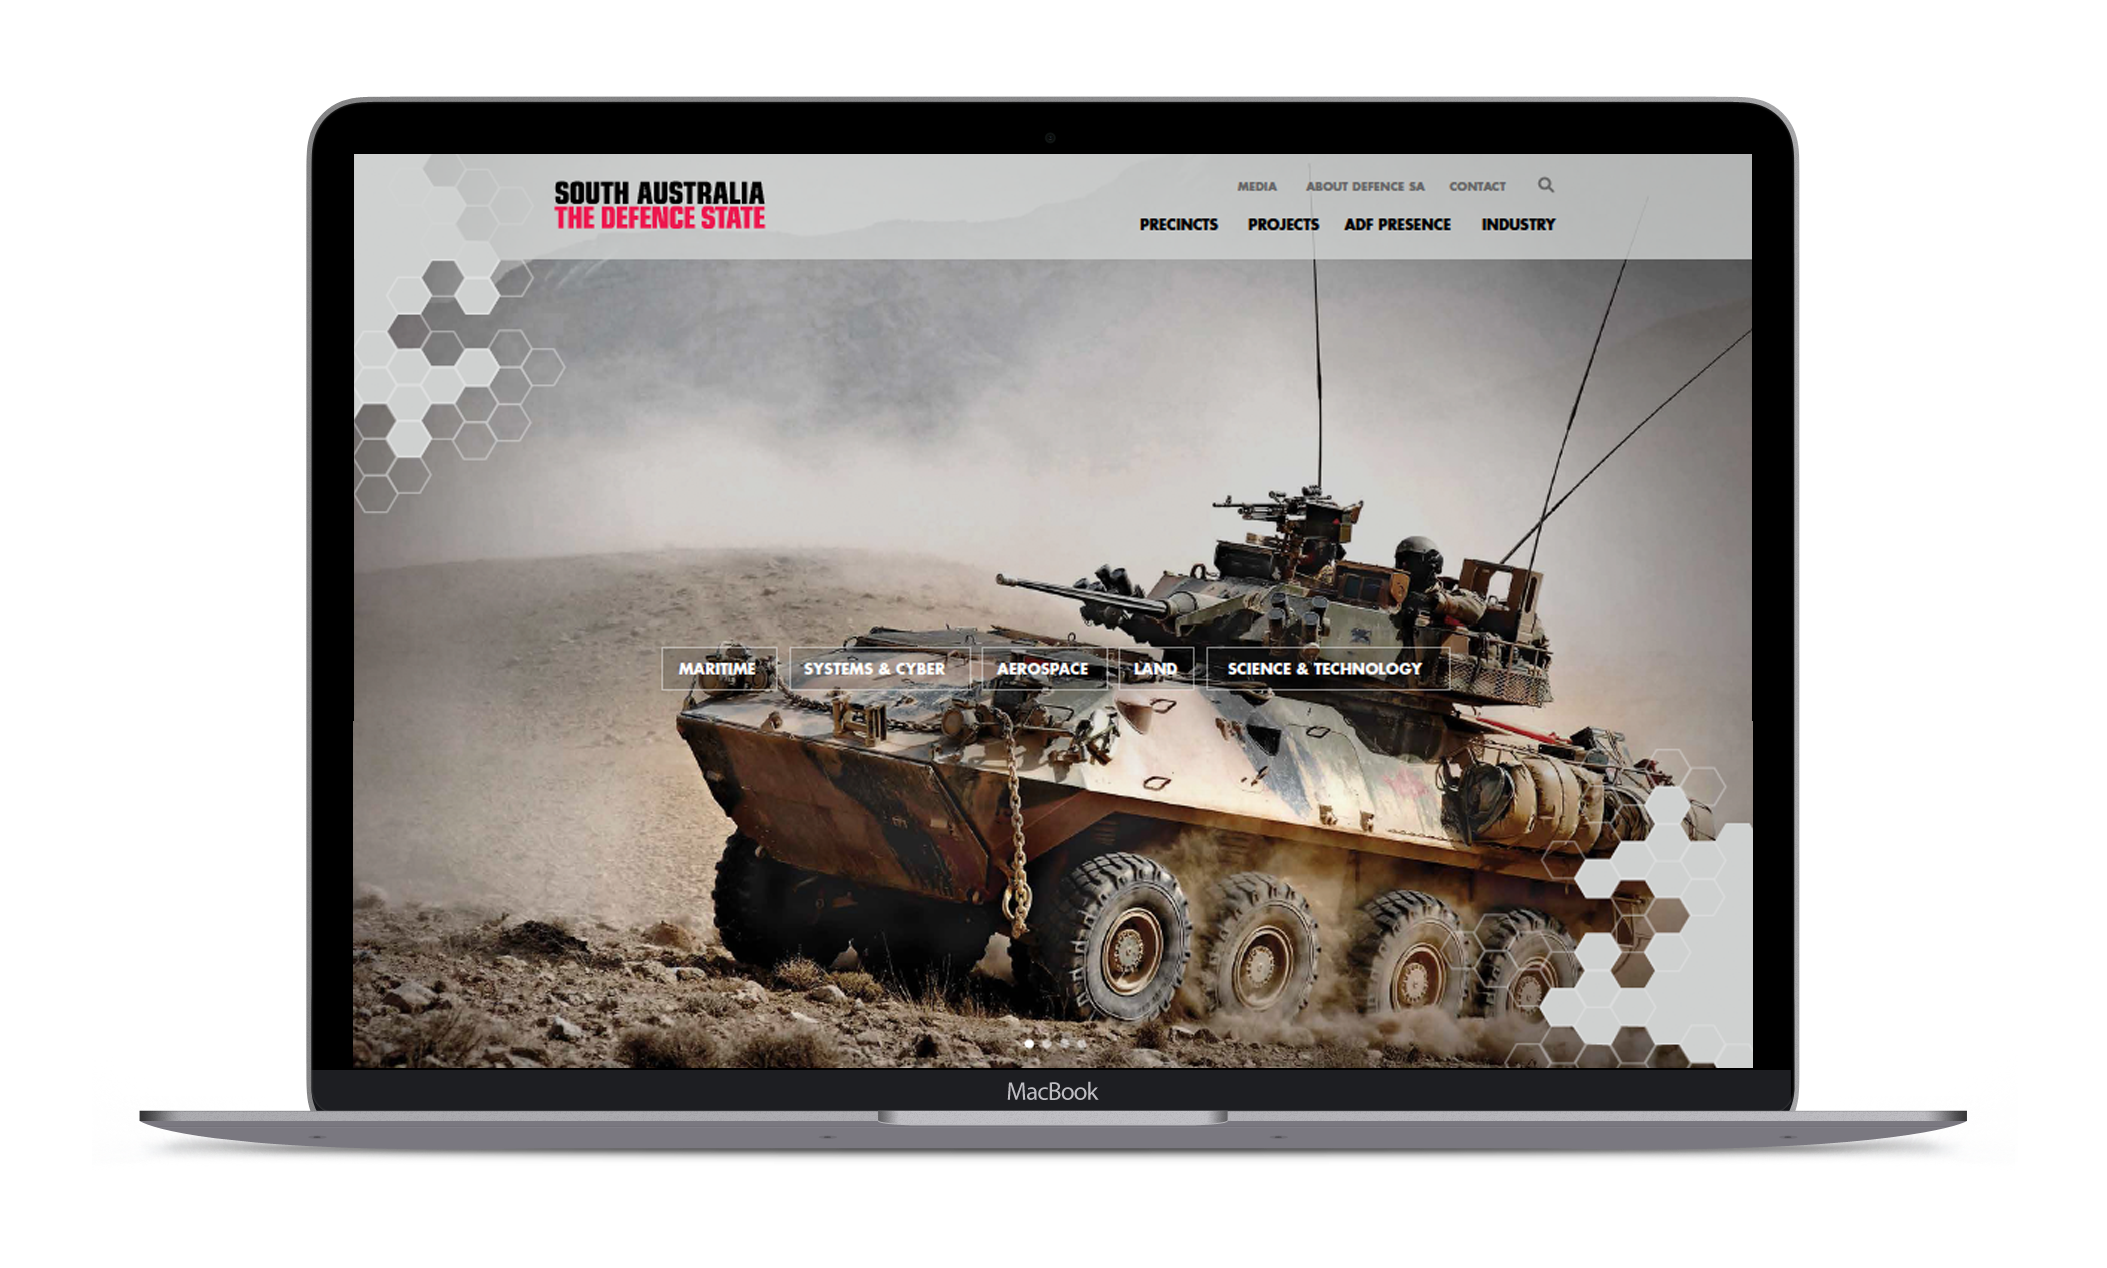 SOUTH AUSTRALIA
THE DEFENCE STATE
MEDIA ABOUT DEFENCE SA CONTACT
PRECINCTS PROJECTS ADF PRESENCE INDUSTRY
MARITIME SYSTEMS & CYBER AEROSPACE LAND SCIENCE & TECHNOLOGY
MacBook